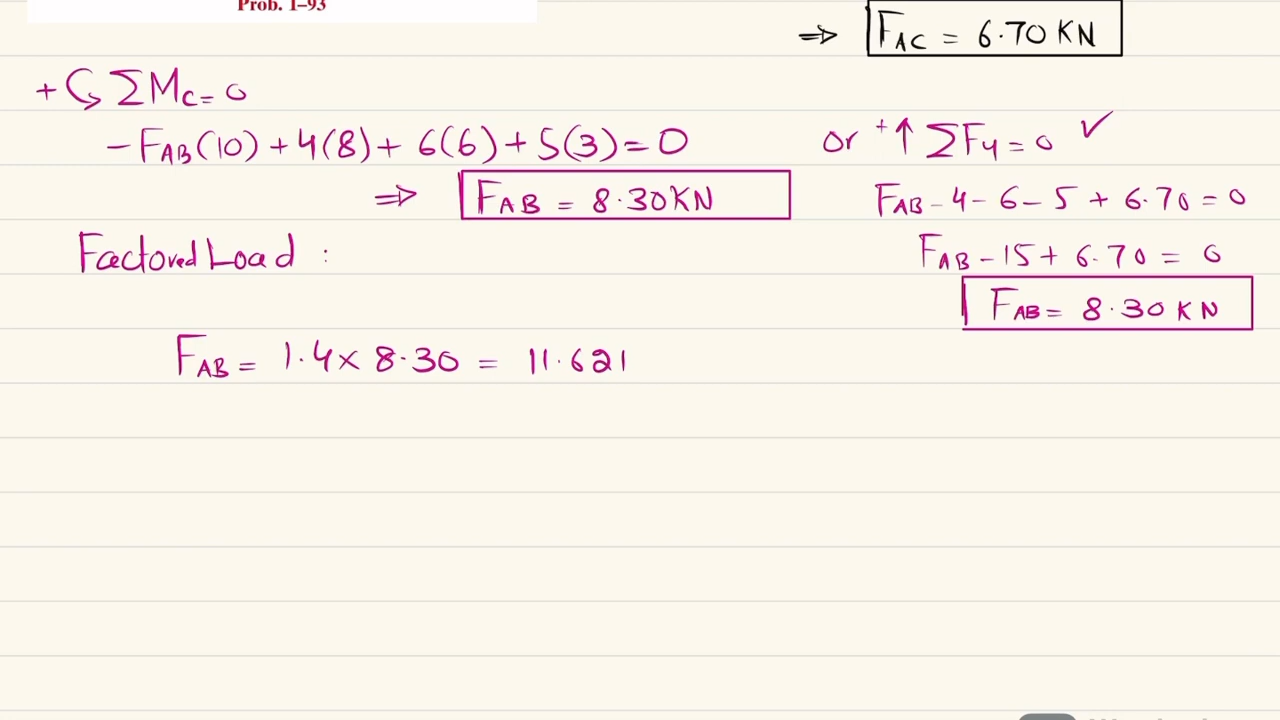 Prob. 1–93
⇒ F_AC = 6.70 KN
+ ↺ ΣM_C = 0
- F_AB(10) + 4(8) + 6(6) + 5(3) = 0
⇒ F_AB = 8.30 KN
or +↑ ΣF_y = 0 ✓
F_AB - 4 - 6 - 5 + 6.70 = 0
F_AB - 15 + 6.70 = 0
F_AB = 8.30 KN
Factored Load :
F_AB = 1.4 × 8.30 = 11.621